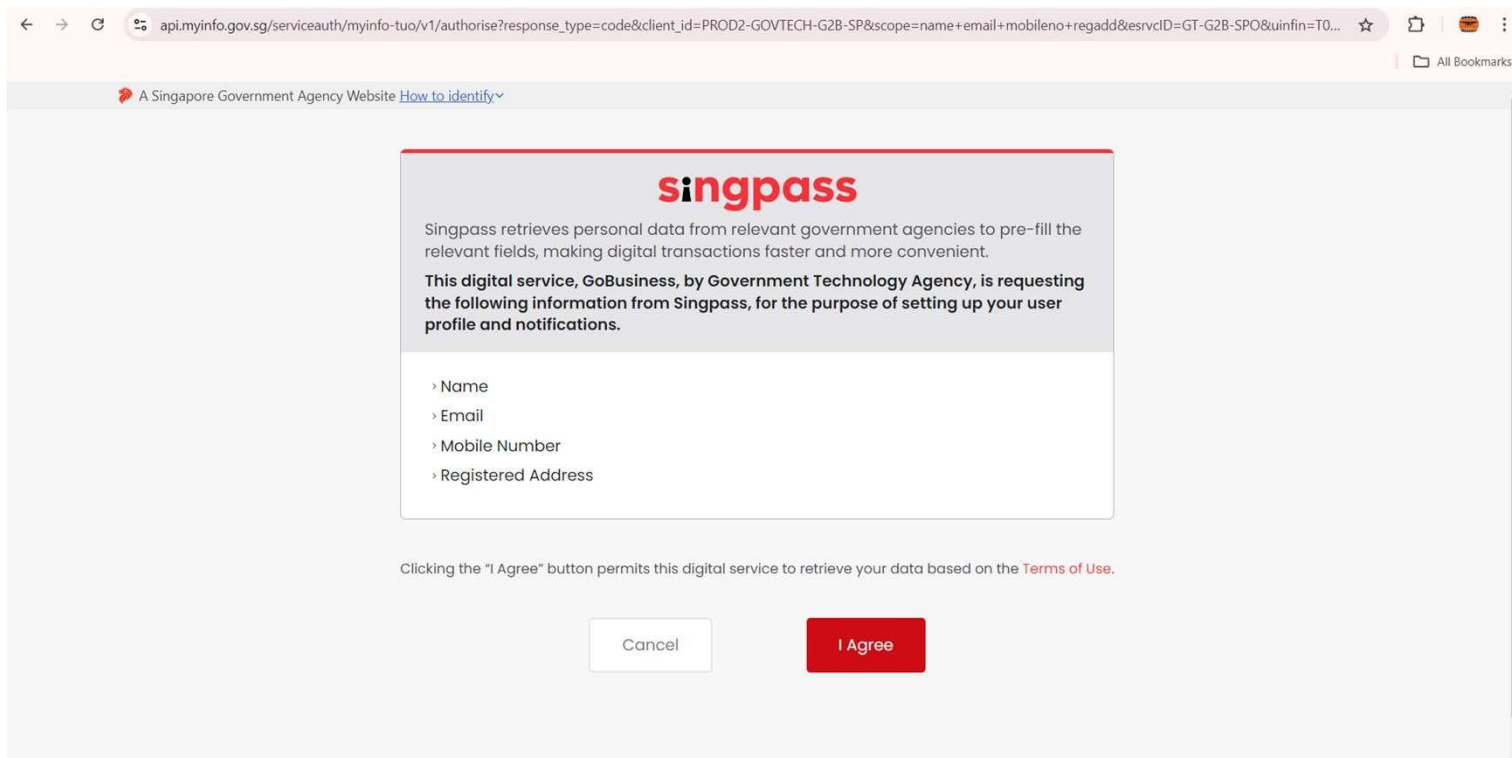 api.myinfo.gov.sg/serviceauth/myinfo-tuo/v1/authorise?response_type=code&client_id=PROD2-GOVTECH-G2B-SP&scope=name+email+mobileno+regadd&esrvcID=GT-G2B-SPO&uinfin=T0...
All Bookmarks
A Singapore Government Agency Website How to identify
singpass
Singpass retrieves personal data from relevant government agencies to pre-fill the
relevant fields, making digital transactions faster and more convenient.
This digital service, GoBusiness, by Government Technology Agency, is requesting
the following information from Singpass, for the purpose of setting up your user
profile and notifications.
Name
Email
Mobile Number
Registered Address
Clicking the “I Agree” button permits this digital service to retrieve your data based on the Terms of Use.
Cancel
I Agree